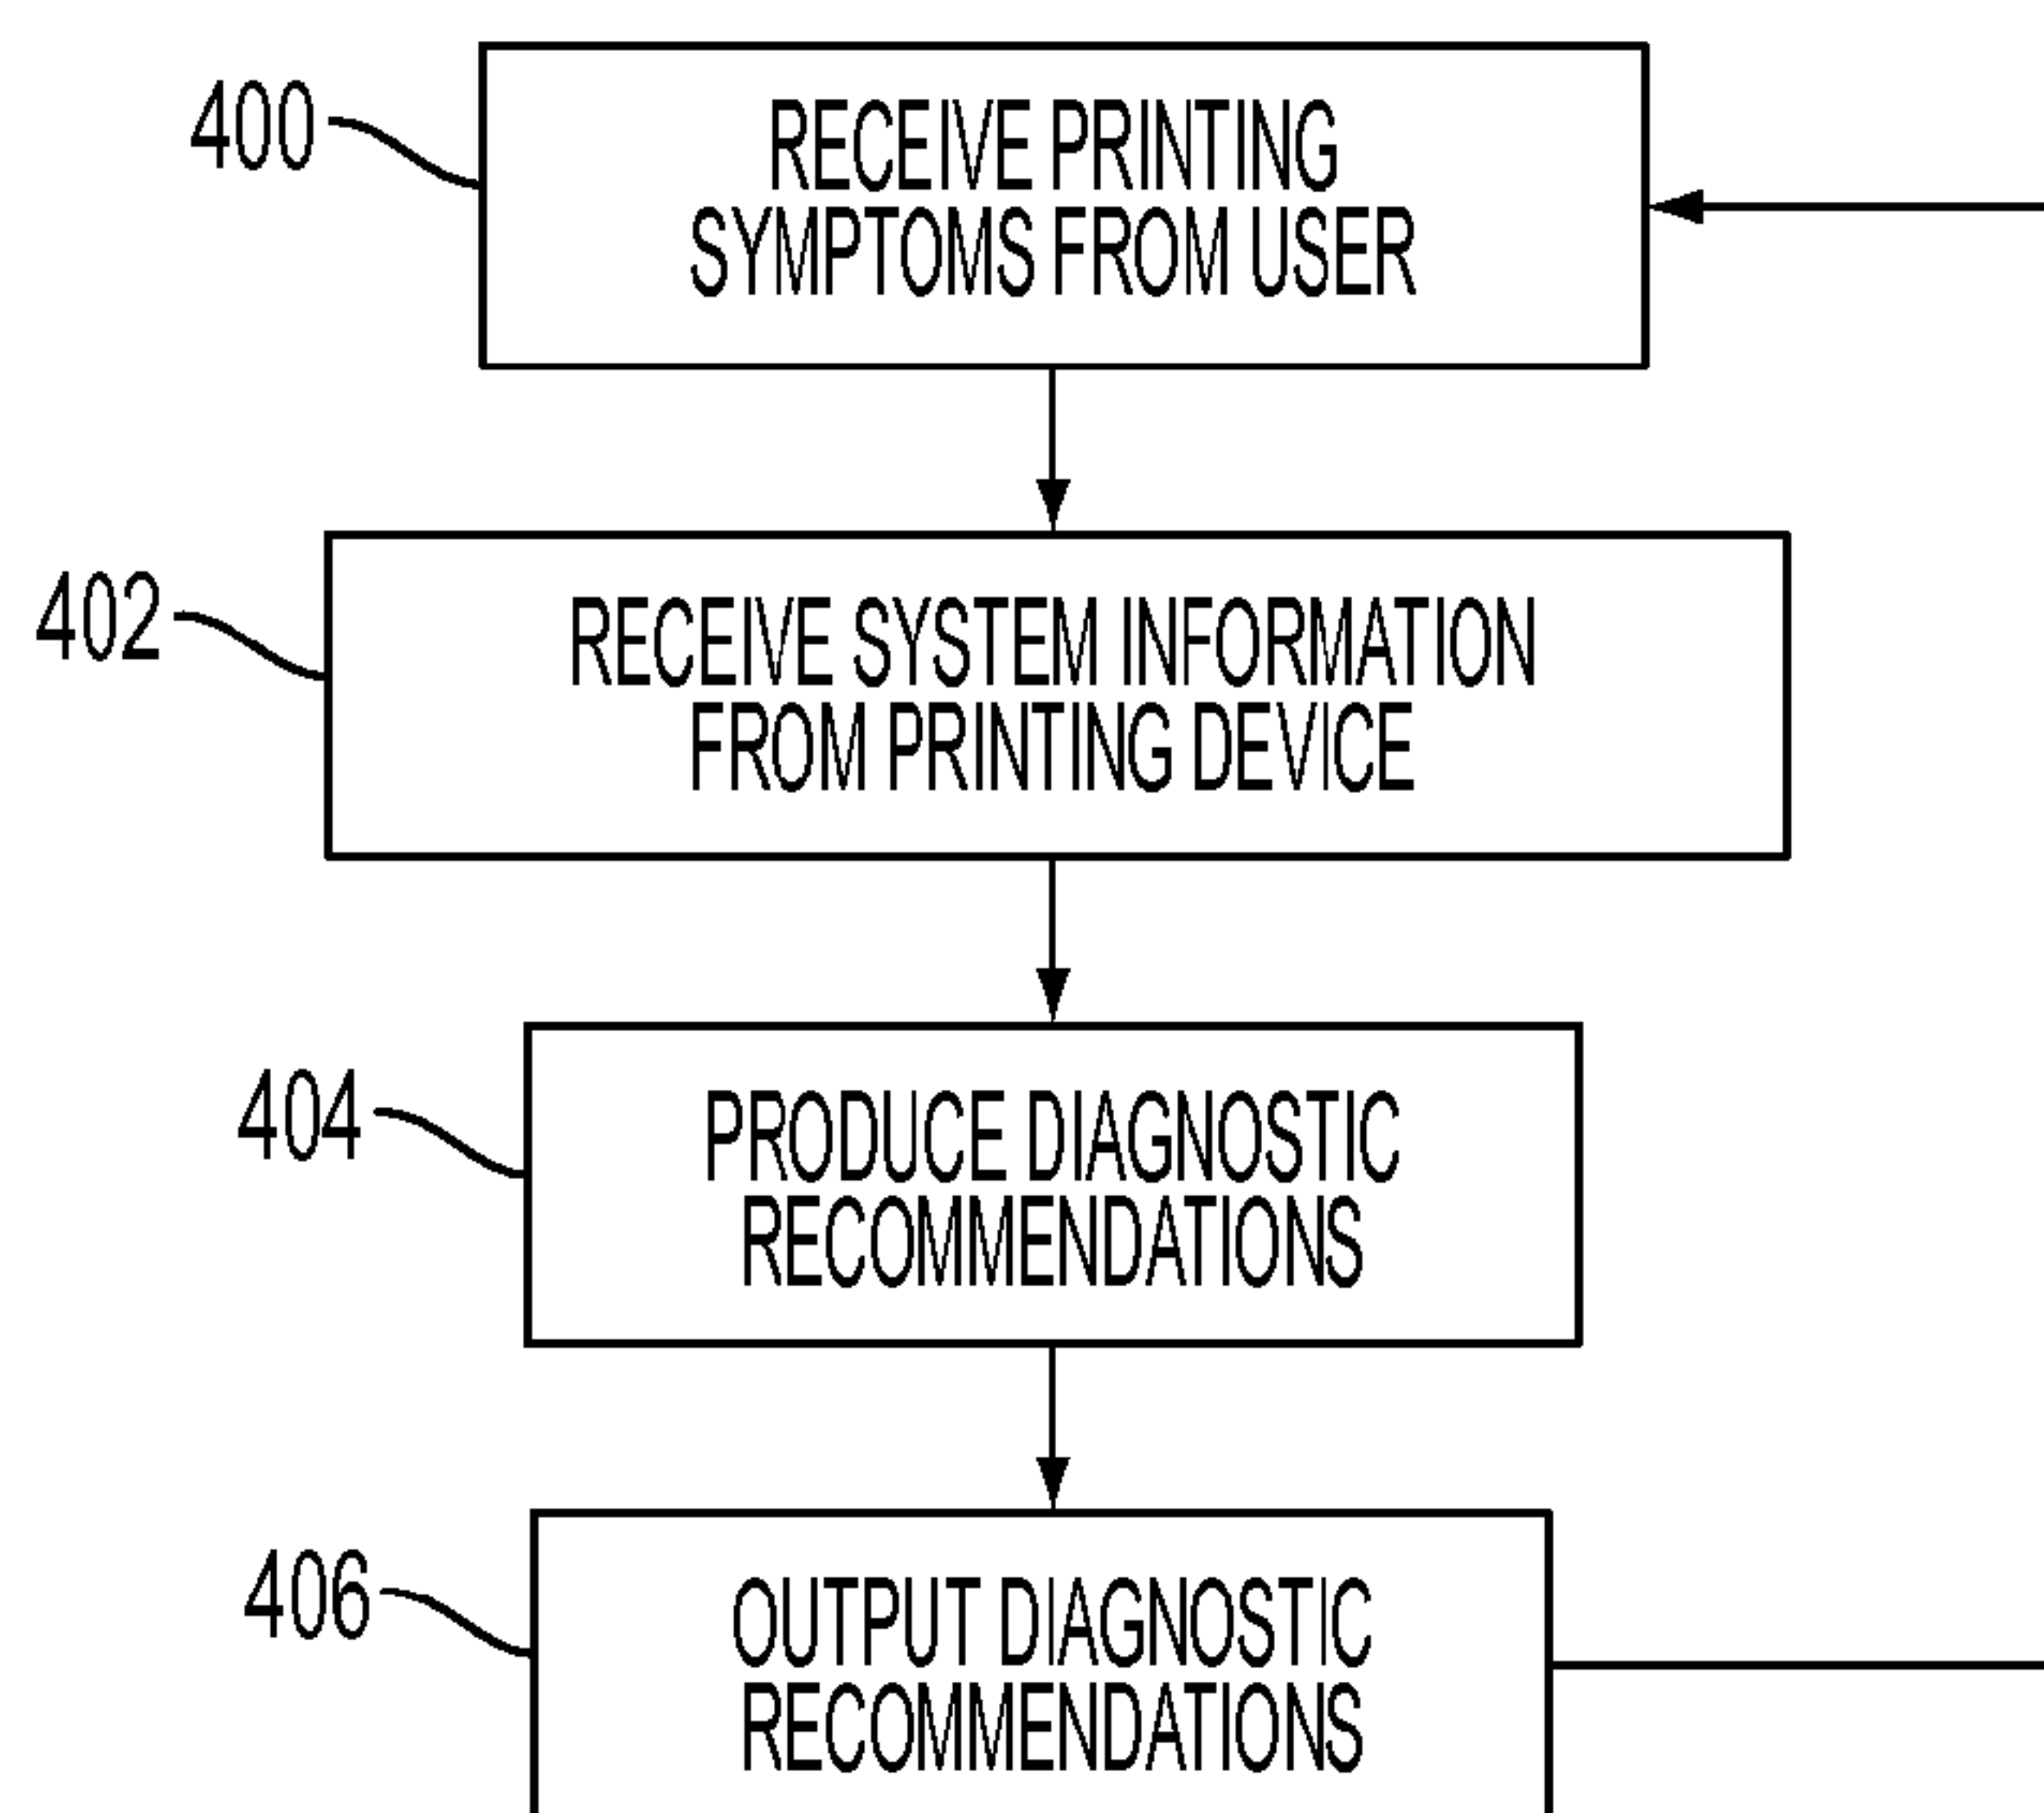 400
RECEIVE PRINTING
SYMPTOMS FROM USER
402
RECEIVE SYSTEM INFORMATION
FROM PRINTING DEVICE
404
PRODUCE DIAGNOSTIC
RECOMMENDATIONS
406
OUTPUT DIAGNOSTIC
RECOMMENDATIONS